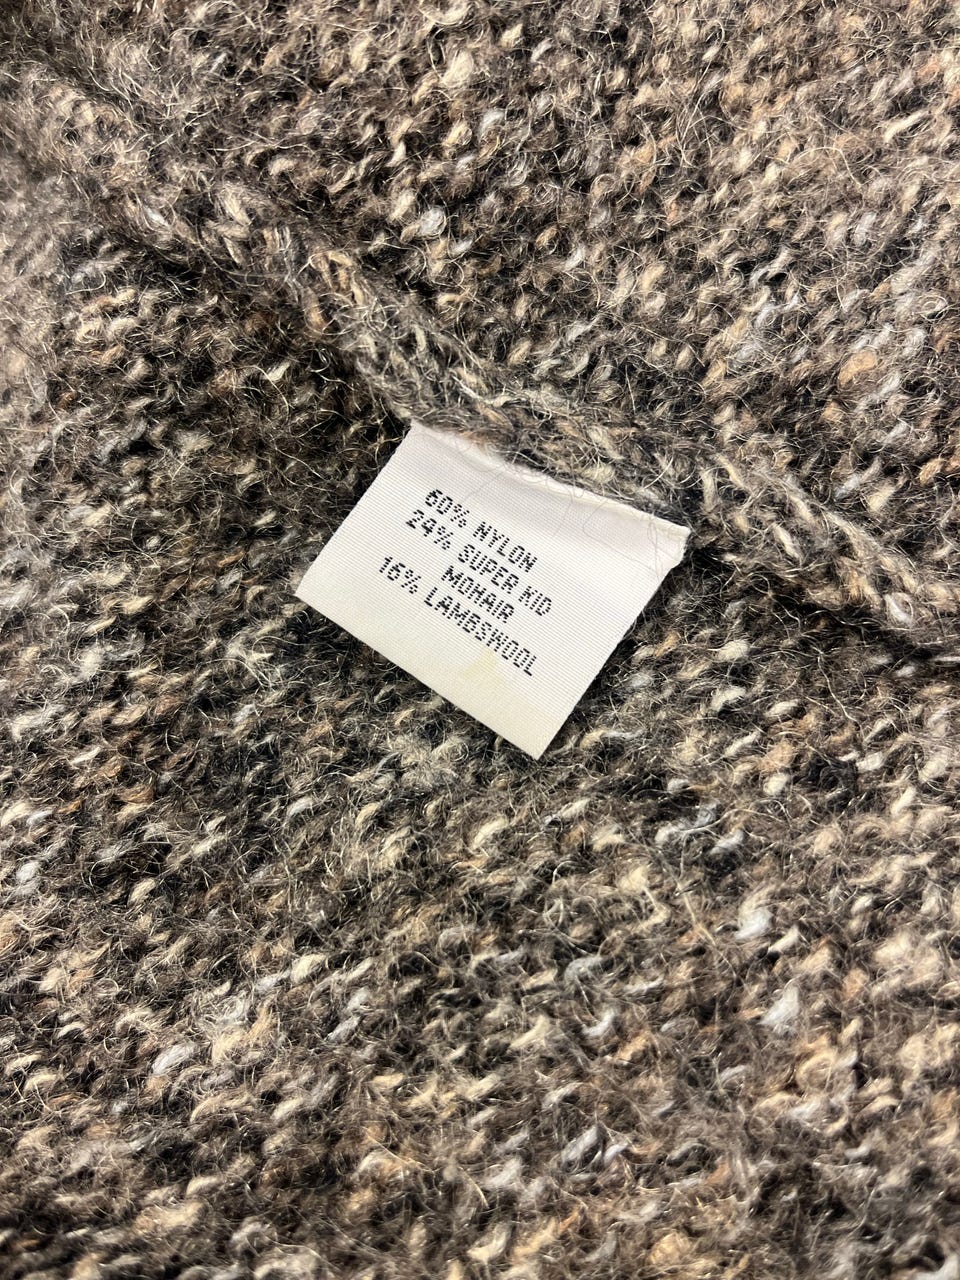 60% NYLON
24% SUPER KID
MOHAIR
16% LAMBSWOOL